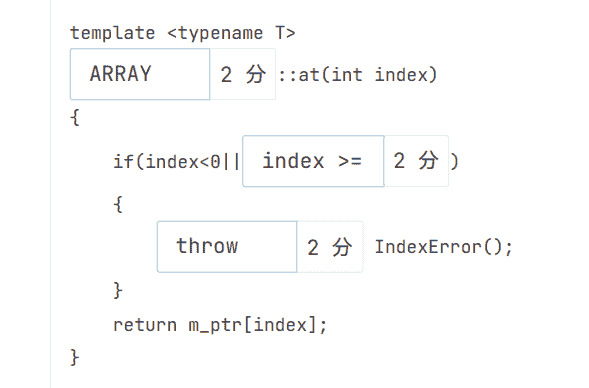 template <typename T>
ARRAY 2 分 ::at(int index)
{
if(index<0|| index >= 2 分 )
{
throw 2 分 IndexError();
}
return m_ptr[index];
}